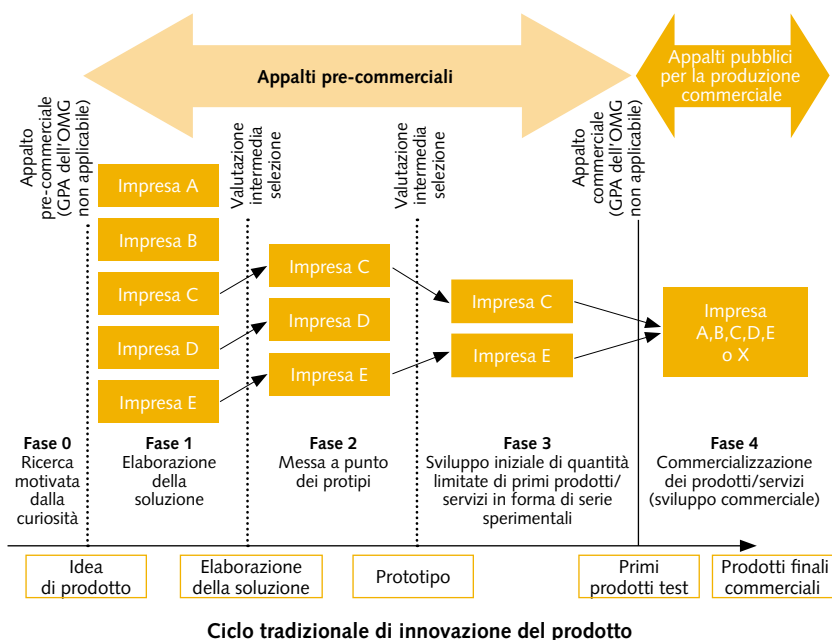 Appalti pre-commerciali
Appalti pubblici
per la produzione
commerciale
Appalto
pre-commerciale
(GPA dell'OMG
non applicabile)
Valutazione
intermedia
selezione
Valutazione
intermedia
selezione
Appalto
commerciale
(GPA dell'OMG
non applicabile)
Impresa A
Impresa B
Impresa C
Impresa D
Impresa E
Impresa C
Impresa D
Impresa E
Impresa C
Impresa E
Impresa
A,B,C,D,E
o X
Fase 0
Ricerca
motivata
dalla
curiosità
Fase 1
Elaborazione
della
soluzione
Fase 2
Messa a punto
dei protipi
Fase 3
Sviluppo iniziale di quantità
limitate di primi prodotti/
servizi in forma di serie
sperimentali
Fase 4
Commercializzazione
dei prodotti/servizi
(sviluppo commerciale)
Idea
di prodotto
Elaborazione
della soluzione
Prototipo
Primi
prodotti test
Prodotti finali
commerciali
Ciclo tradizionale di innovazione del prodotto